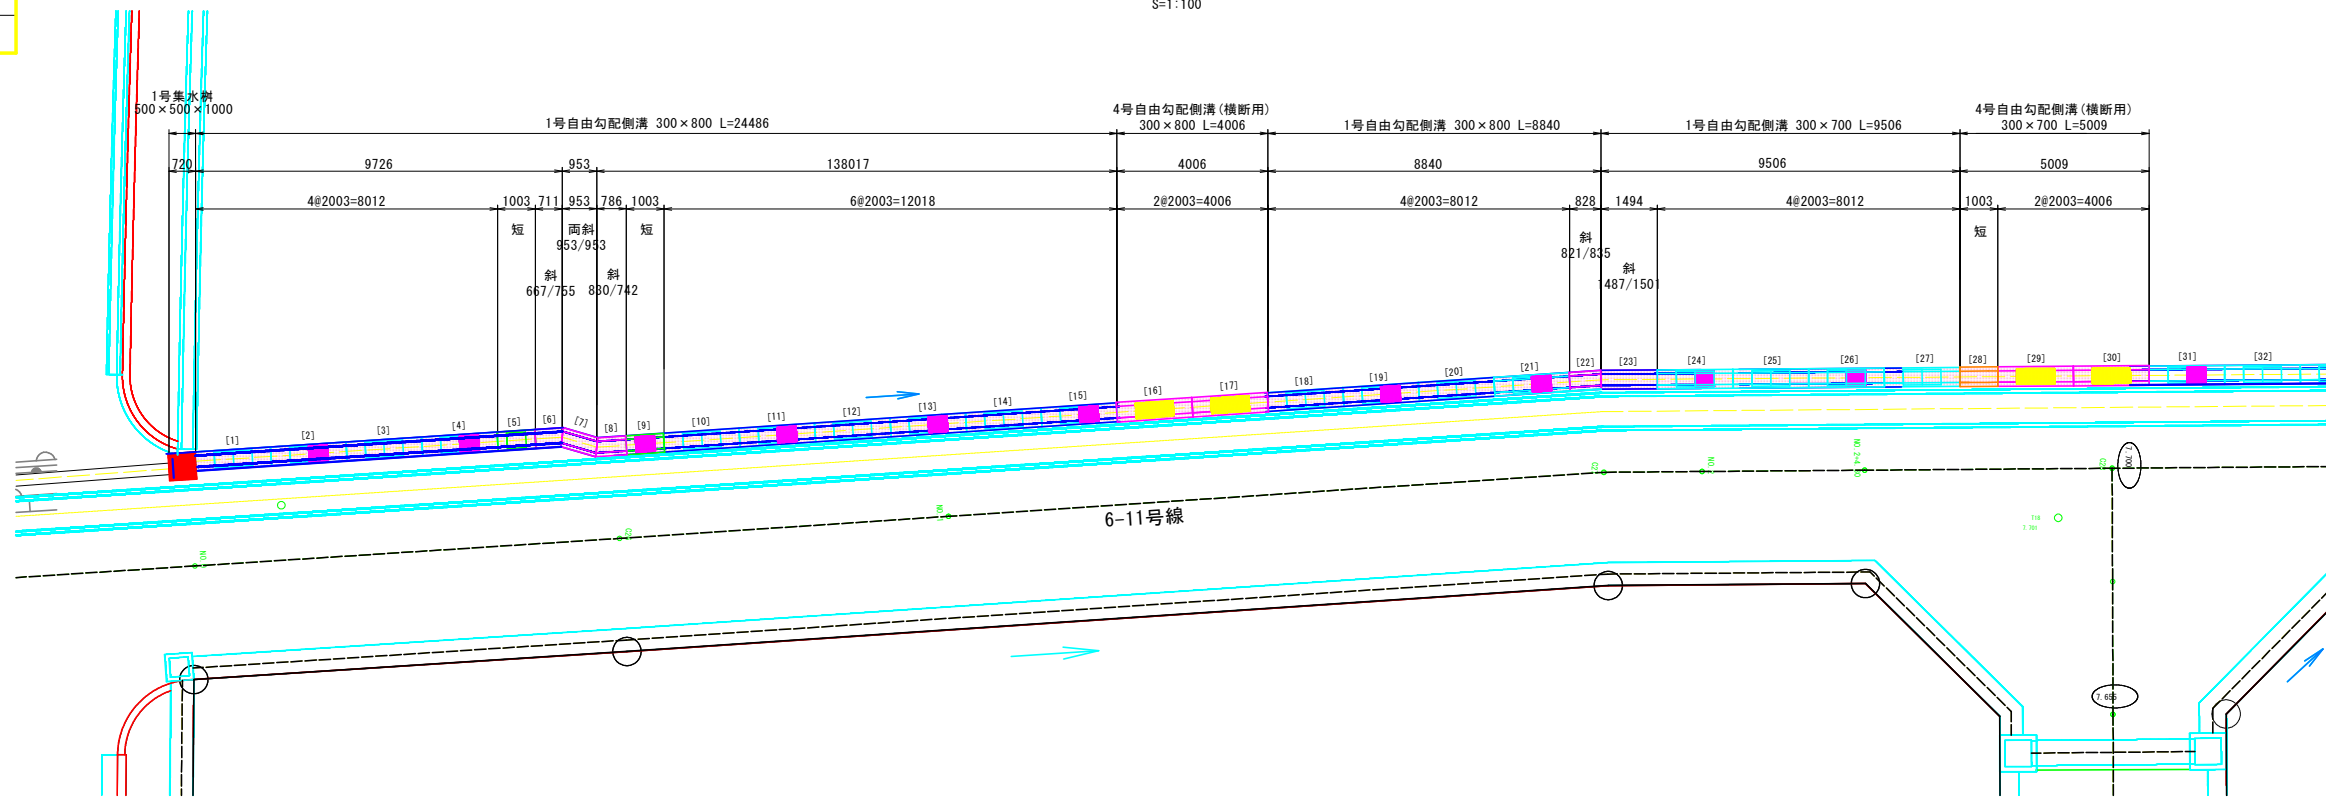 S=1:100
1号集水桝
500×500×1000
1号自由勾配側溝 300×800 L=24486
4号自由勾配側溝(横断用)
300×800 L=4006
1号自由勾配側溝 300×800 L=8840
1号自由勾配側溝 300×700 L=9506
4号自由勾配側溝(横断用)
300×700 L=5009
720 9726 953 138017 4006 8840 9506 5009
4@2003=8012 1003 711 953 786 1003 6@2003=12018 2@2003=4006 4@2003=8012 828 1494 4@2003=8012 1003 2@2003=4006
短 両斜 短 斜 短
953/953 821/835
斜 斜 斜
667/755 830/742 1487/1501
[1] [2] [3] [4] [5] [6] [7] [8] [9] [10] [11] [12] [13] [14] [15] [16] [17] [18] [19] [20] [21] [22] [23] [24] [25] [26] [27] [28] [29] [30] [31] [32]
7.700
6-11号線
7.655